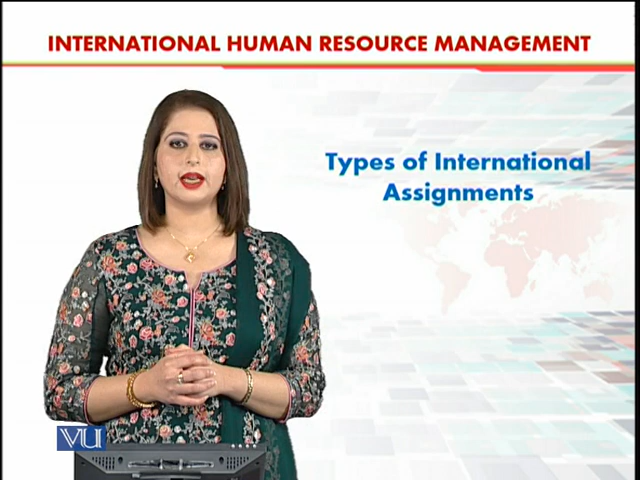 INTERNATIONAL HUMAN RESOURCE MANAGEMENT
Types of International
Assignments
VU